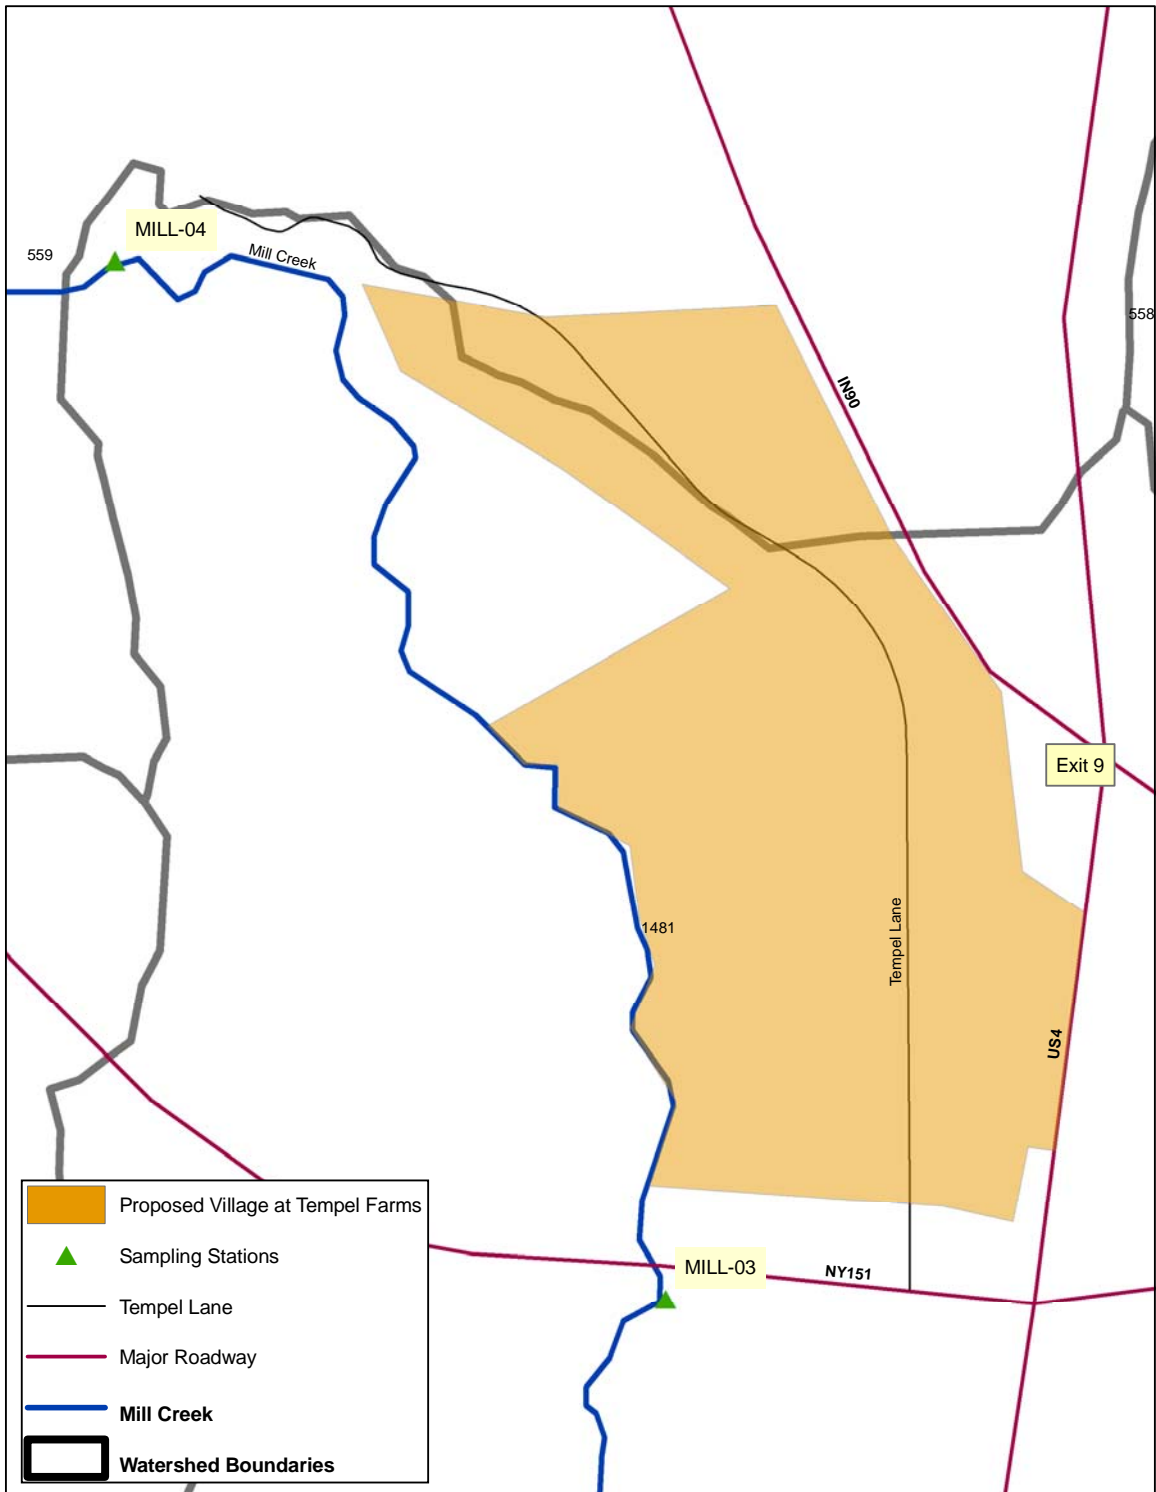 MILL-04
559
Mill Creek
558
IN90
Exit 9
1481
Tempel Lane
US4
Proposed Village at Tempel Farms
Sampling Stations
Tempel Lane
Major Roadway
Mill Creek
Watershed Boundaries
MILL-03
NY151